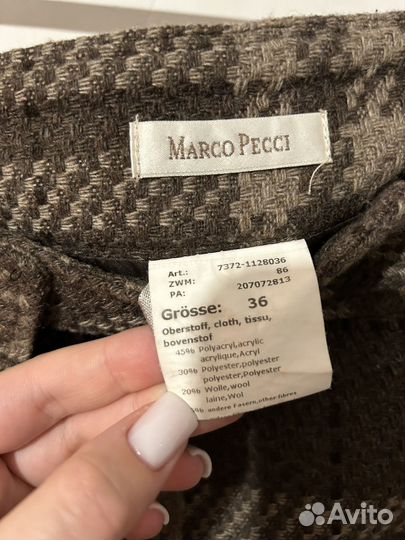 MARCO PECCI
Art.: 7372-1128036
ZWM: 86
PA: 207072813
Grösse: 36
Oberstoff, cloth, tissu,
bovenstof
45% Polyacryl,acrylic
acrylique,Acryl
30% Polyester,polyester
polyester,polyester
20% Wolle,wool
laine,Wol
% andere Fasern,other fibres
Avito